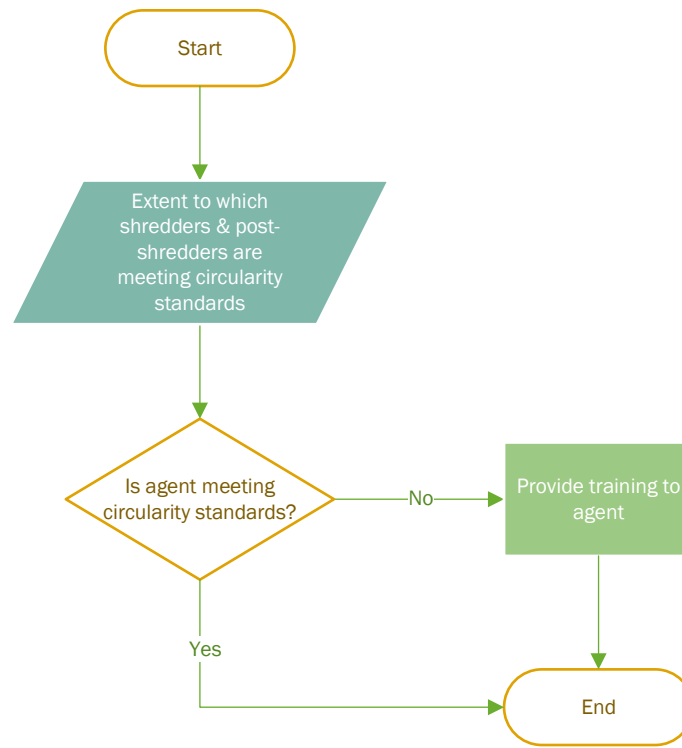 Start
Extent to which
shredders & post-
shredders are
meeting circularity
standards
Is agent meeting
circularity standards?
No
Provide training to
agent
Yes
End